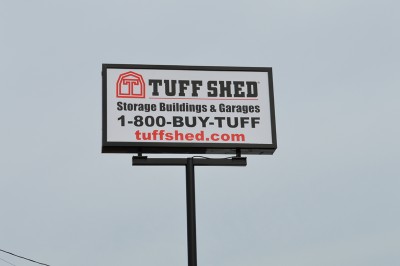 TUFF SHED
Storage Buildings & Garages
1-800-BUY-TUFF
tuffshed.com